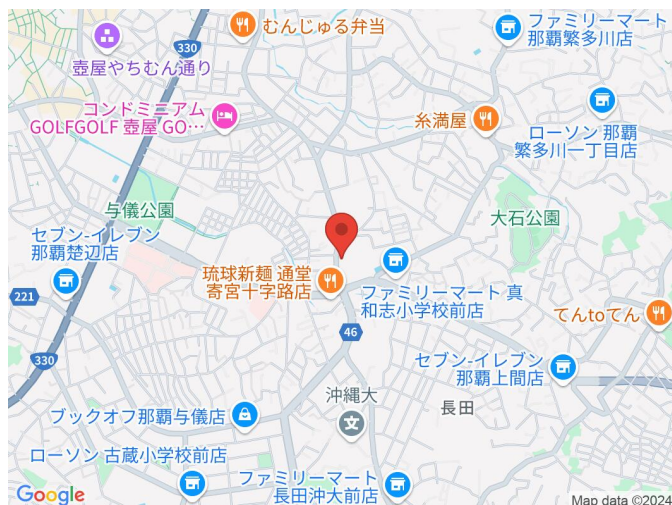 むんじゅる弁当
ファミリーマート
那覇繁多川店
330
壺屋やちむん通り
コンドミニアム
GOLFGOLF 壺屋 GO…
糸満屋
ローソン 那覇
繁多川一丁目店
与儀公園
大石公園
セブン-イレブン
那覇楚辺店
琉球新麺 通堂
寄宮十字路店
ファミリーマート 真
和志小学校前店
221
てんtoてん
46
330
セブン-イレブン
那覇上間店
沖縄大
長田
ブックオフ那覇与儀店
ローソン 古蔵小学校前店
ファミリーマート
長田沖大前店
Google
Map data ©2024